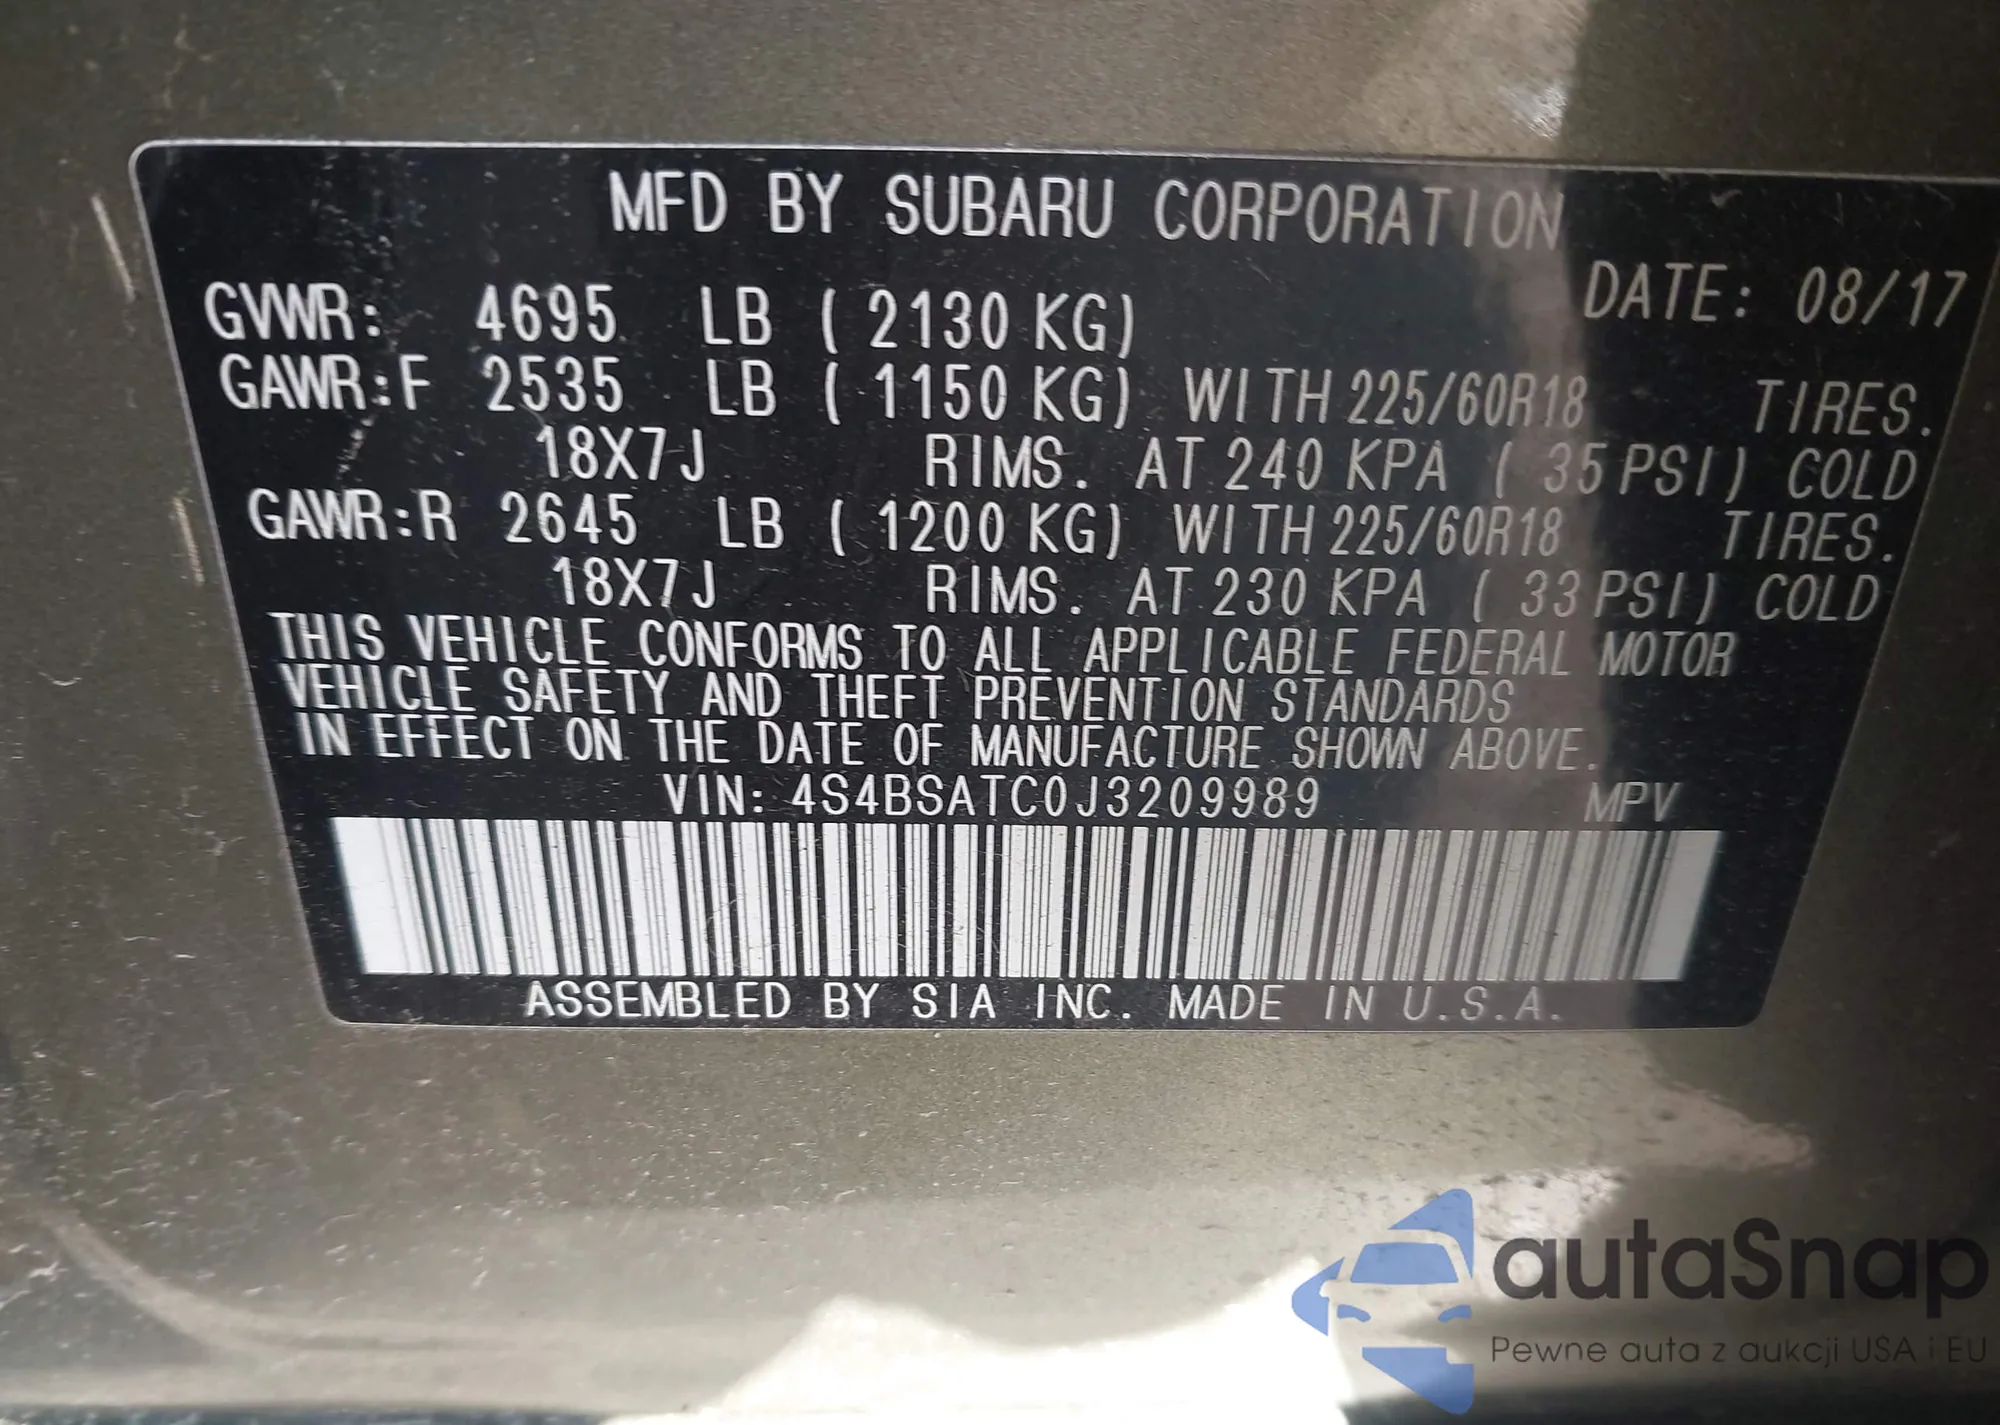 MFD BY SUBARU CORPORATION
DATE: 08/17
GVWR: 4695 LB ( 2130 KG)
GAWR:F 2535 LB ( 1150 KG) WITH 225/60R18 TIRES.
18X7J RIMS. AT 240 KPA ( 35 PSI) COLD
GAWR:R 2645 LB ( 1200 KG) WITH 225/60R18 TIRES.
18X7J RIMS. AT 230 KPA ( 33 PSI) COLD
THIS VEHICLE CONFORMS TO ALL APPLICABLE FEDERAL MOTOR
VEHICLE SAFETY AND THEFT PREVENTION STANDARDS
IN EFFECT ON THE DATE OF MANUFACTURE SHOWN ABOVE.
VIN: 4S4BSATC0J3209989 MPV
ASSEMBLED BY SIA INC. MADE IN U.S.A.
autaSnap
Pewne auta z aukcji USA i EU